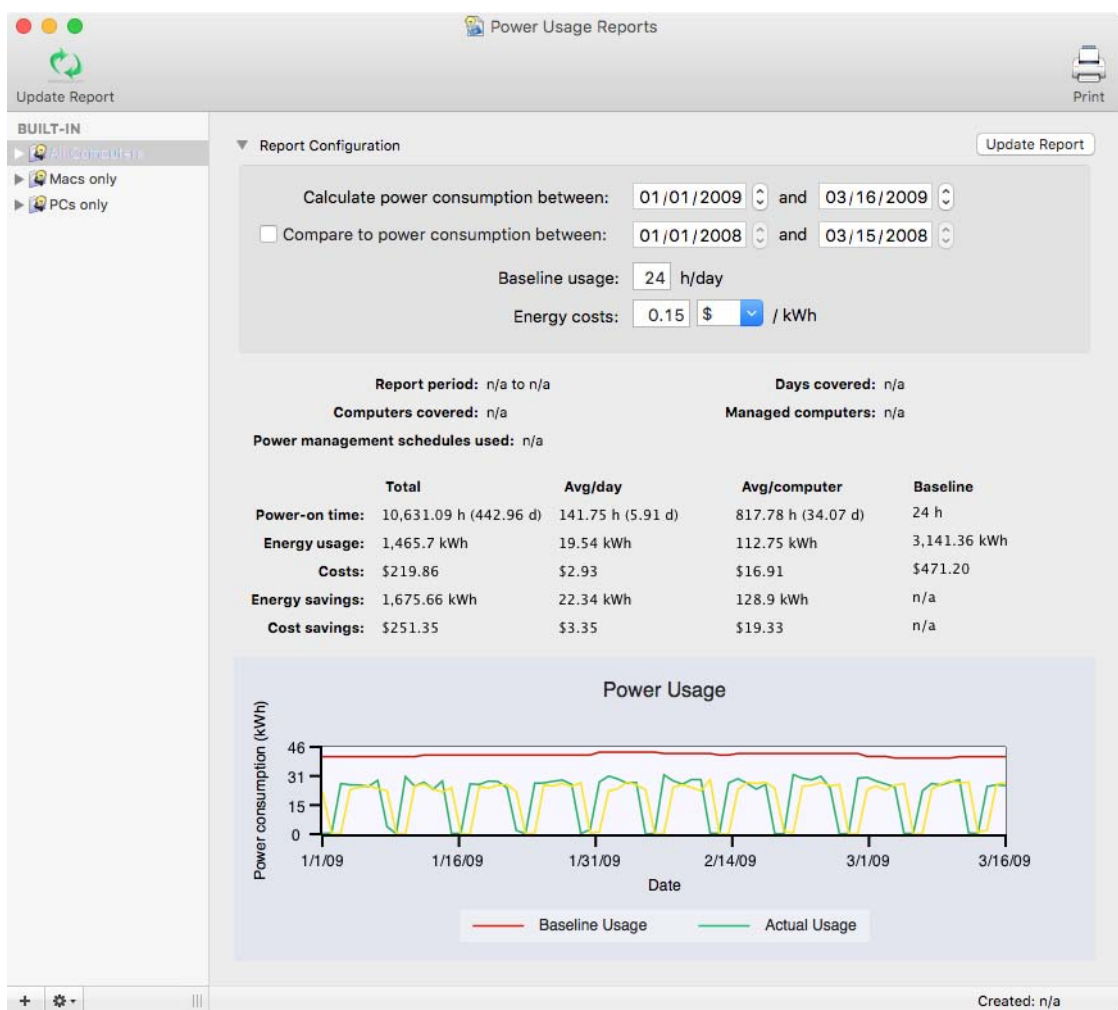 Power Usage Reports
Update Report
Print
BUILT-IN
All Computers
Macs only
PCs only
Report Configuration
Update Report
Calculate power consumption between: 01/01/2009 and 03/16/2009
Compare to power consumption between: 01/01/2008 and 03/15/2008
Baseline usage: 24 h/day
Energy costs: 0.15 $ / kWh
Report period: n/a to n/a Days covered: n/a
Computers covered: n/a Managed computers: n/a
Power management schedules used: n/a
Total Avg/day Avg/computer Baseline
Power-on time: 10,631.09 h (442.96 d) 141.75 h (5.91 d) 817.78 h (34.07 d) 24 h
Energy usage: 1,465.7 kWh 19.54 kWh 112.75 kWh 3,141.36 kWh
Costs: $219.86 $2.93 $16.91 $471.20
Energy savings: 1,675.66 kWh 22.34 kWh 128.9 kWh n/a
Cost savings: $251.35 $3.35 $19.33 n/a
Power Usage
Power consumption (kWh)
46
31
15
0
1/1/09 1/16/09 1/31/09 2/14/09 3/1/09 3/16/09
Date
Baseline Usage Actual Usage
Created: n/a